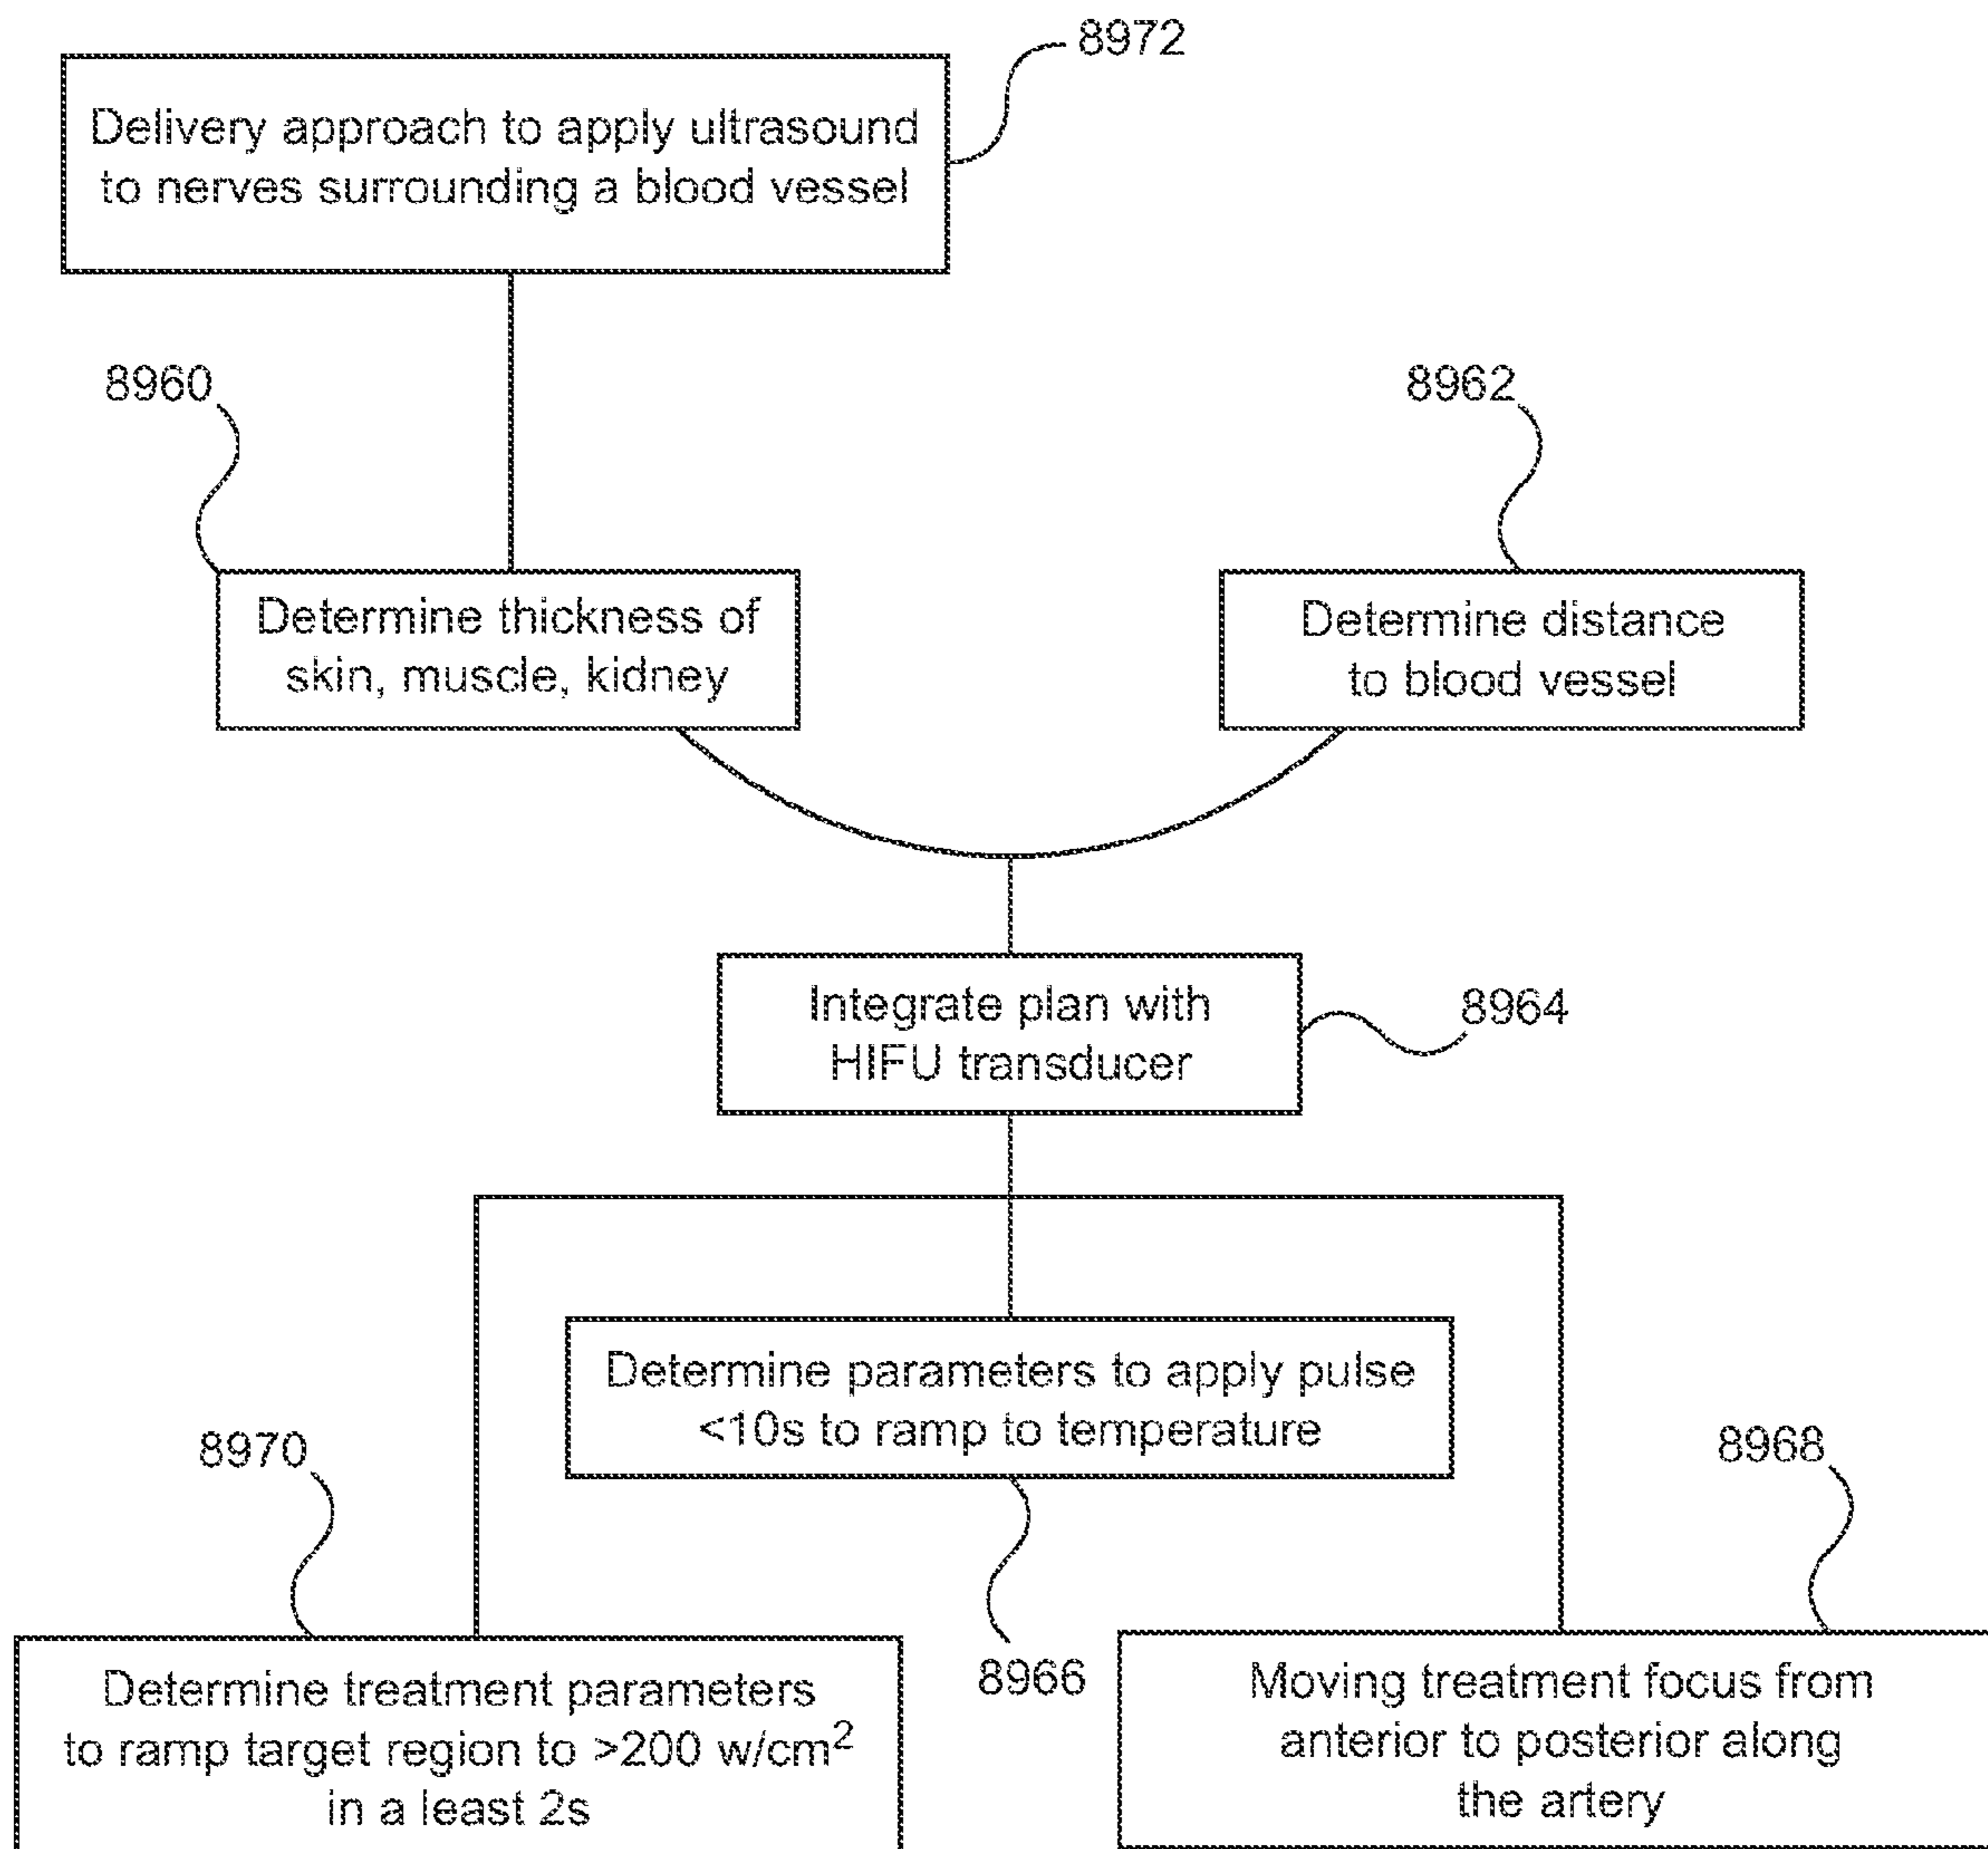 8972
Delivery approach to apply ultrasound
to nerves surrounding a blood vessel
8960
8962
Determine thickness of
skin, muscle, kidney
Determine distance
to blood vessel
Integrate plan with
HIFU transducer
8964
Determine parameters to apply pulse
<10s to ramp to temperature
8970
8968
8966
Determine treatment parameters
to ramp target region to >200 w/cm²
in a least 2s
Moving treatment focus from
anterior to posterior along
the artery